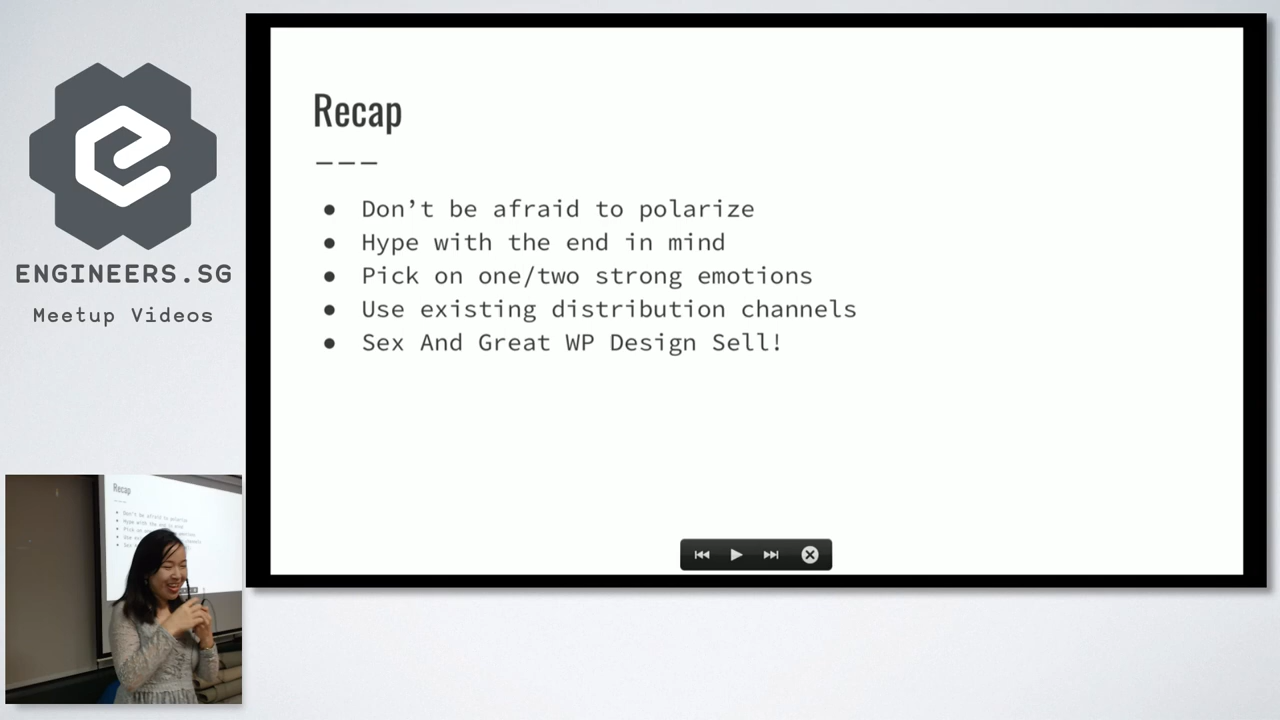 ENGINEERS.SG
Meetup Videos
Recap
● Don’t be afraid to polarize
● Hype with the end in mind
● Pick on one/two strong emotions
● Use existing distribution channels
● Sex And Great WP Design Sell!
Recap